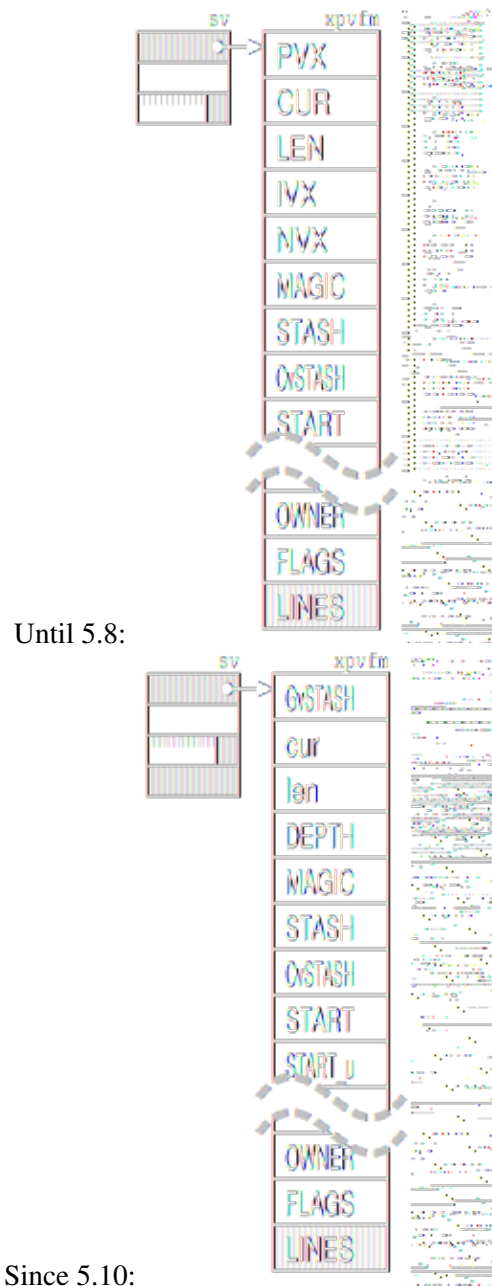 sv xpvfm
PVX
CUR
LEN
IVX
NVX
MAGIC
STASH
CvSTASH
START
OWNER
FLAGS
LINES
Until 5.8:
sv xpvfm
GvSTASH
cur
len
DEPTH
MAGIC
STASH
CvSTASH
START
START_u
OWNER
FLAGS
LINES
Since 5.10: